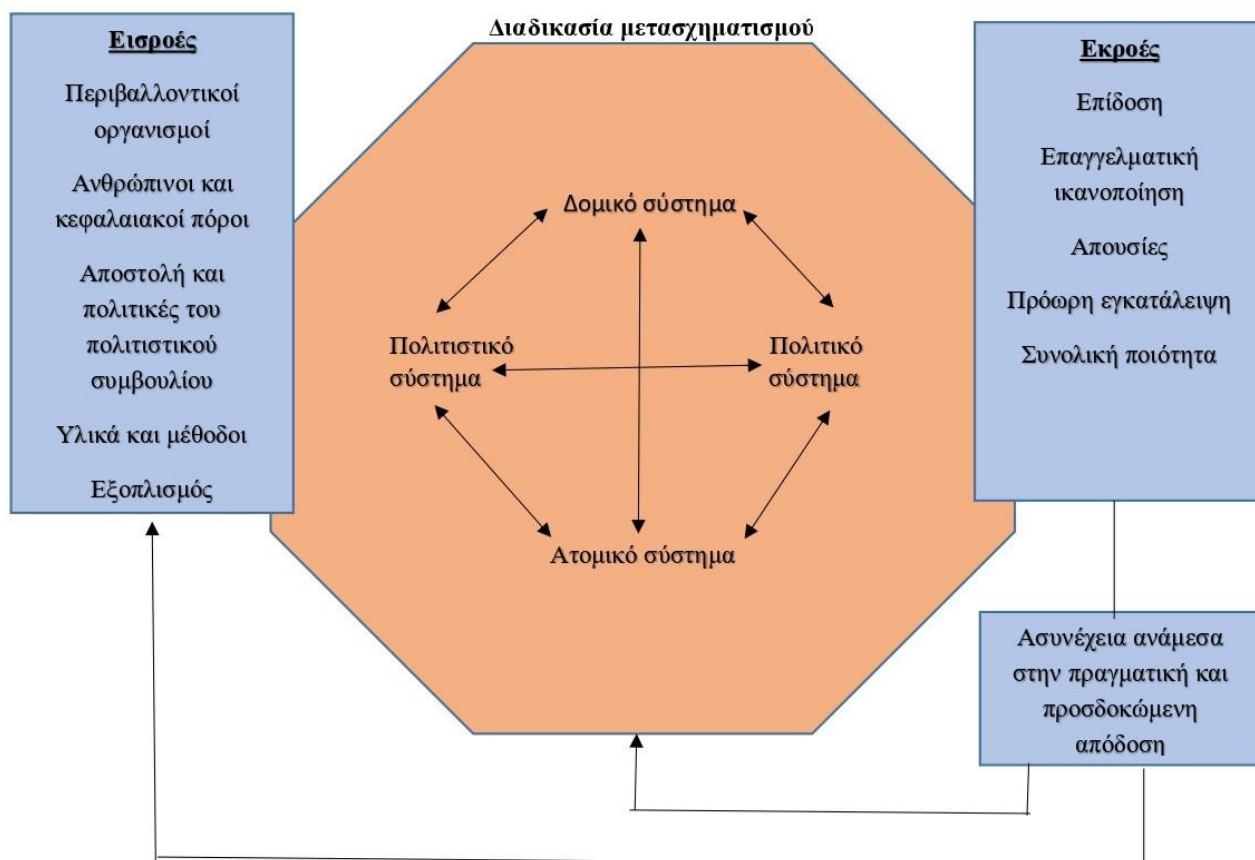 Διαδικασία μετασχηματισμού
Εισροές
Περιβαλλοντικοί
οργανισμοί
Ανθρώπινοι και
κεφαλαιακοί πόροι
Αποστολή και
πολιτικές του
πολιτιστικού
συμβουλίου
Υλικά και μέθοδοι
Εξοπλισμός
Δομικό σύστημα
Πολιτιστικό
σύστημα
Πολιτικό
σύστημα
Ατομικό σύστημα
Εκροές
Επίδοση
Επαγγελματική
ικανοποίηση
Απουσίες
Πρόωρη εγκατάλειψη
Συνολική ποιότητα
Ασυνέχεια ανάμεσα
στην πραγματική και
προσδοκώμενη
απόδοση